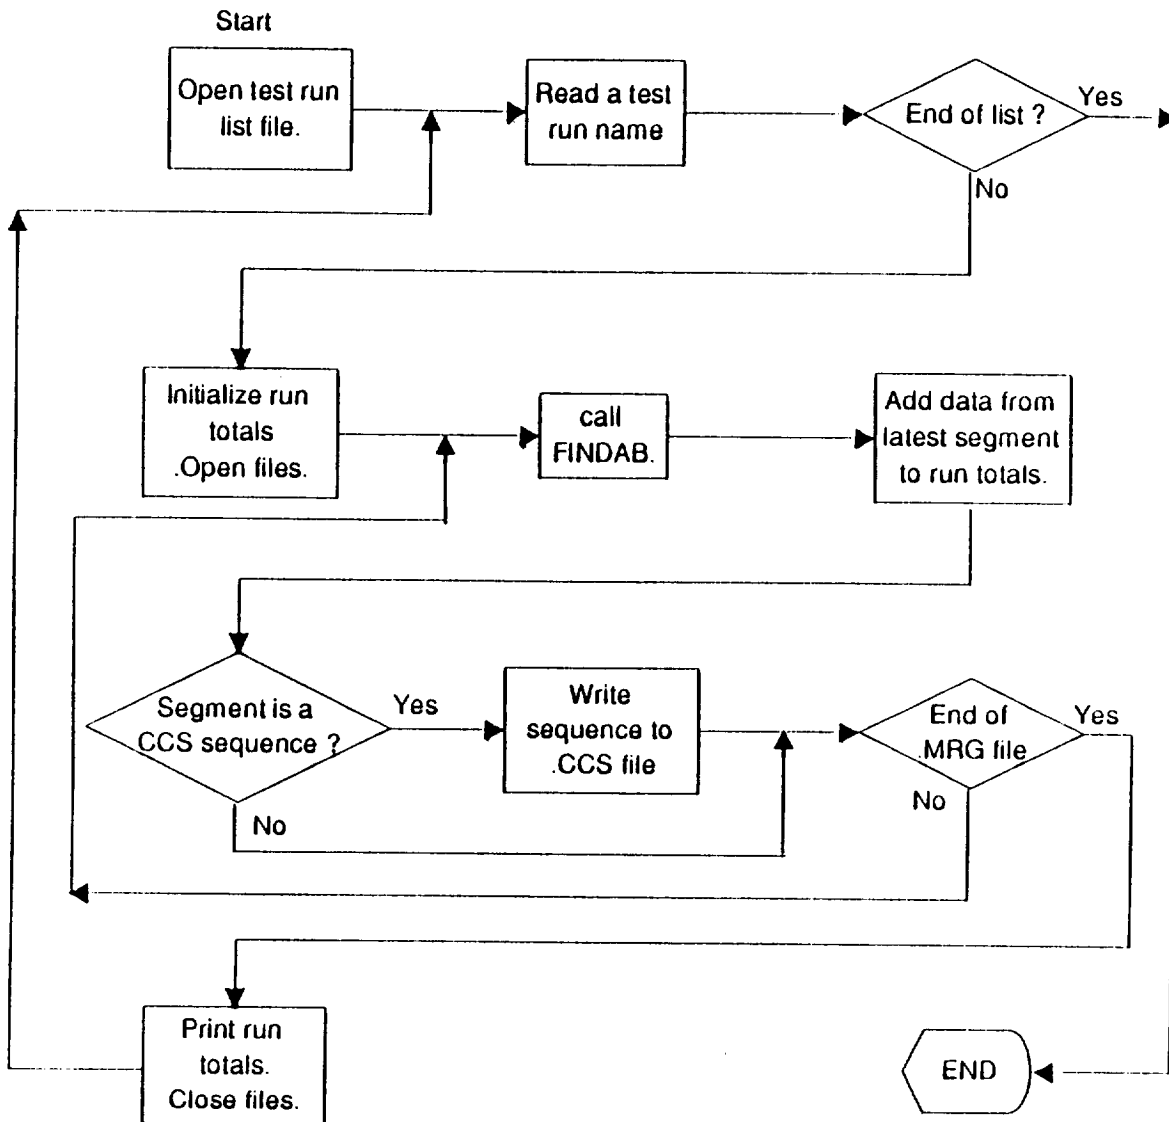 Start
Open test run
list file.
Read a test
run name
End of list ?
Yes
No
Initialize run
totals
.Open files.
call
FINDAB.
Add data from
latest segment
to run totals.
Segment is a
CCS sequence ?
Yes
No
Write
sequence to
.CCS file
End of
.MRG file
Yes
No
Print run
totals.
Close files.
END